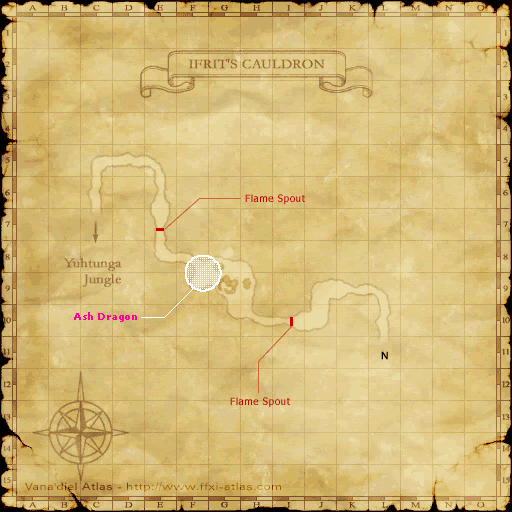 A B C D E F G H I J K L M N O
1
2
IFRIT'S CAULDRON
3
4
5
6
Flame Spout
7
8
Yuhtunga
Jungle
9
Ash Dragon
10
N
11
12
Flame Spout
13
14
Vana'diel Atlas - http://www.ffxi-atlas.com
15
A B C D E F G H I J K L M N O